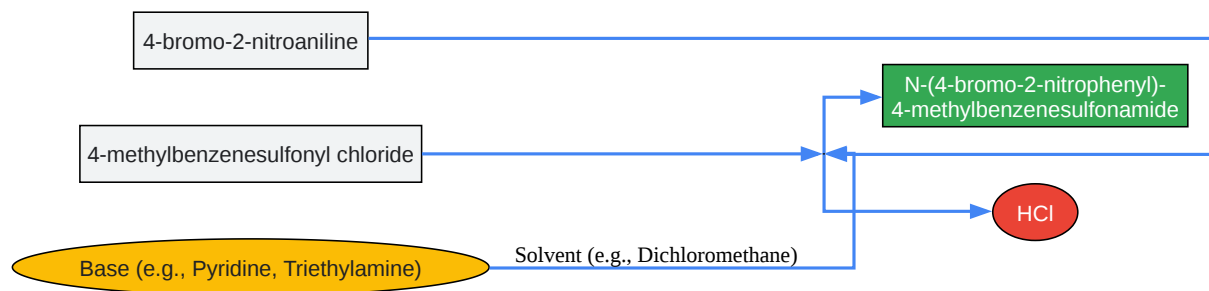 4-bromo-2-nitroaniline
N-(4-bromo-2-nitrophenyl)-
4-methylbenzenesulfonamide
4-methylbenzenesulfonyl chloride
HCl
Solvent (e.g., Dichloromethane)
Base (e.g., Pyridine, Triethylamine)